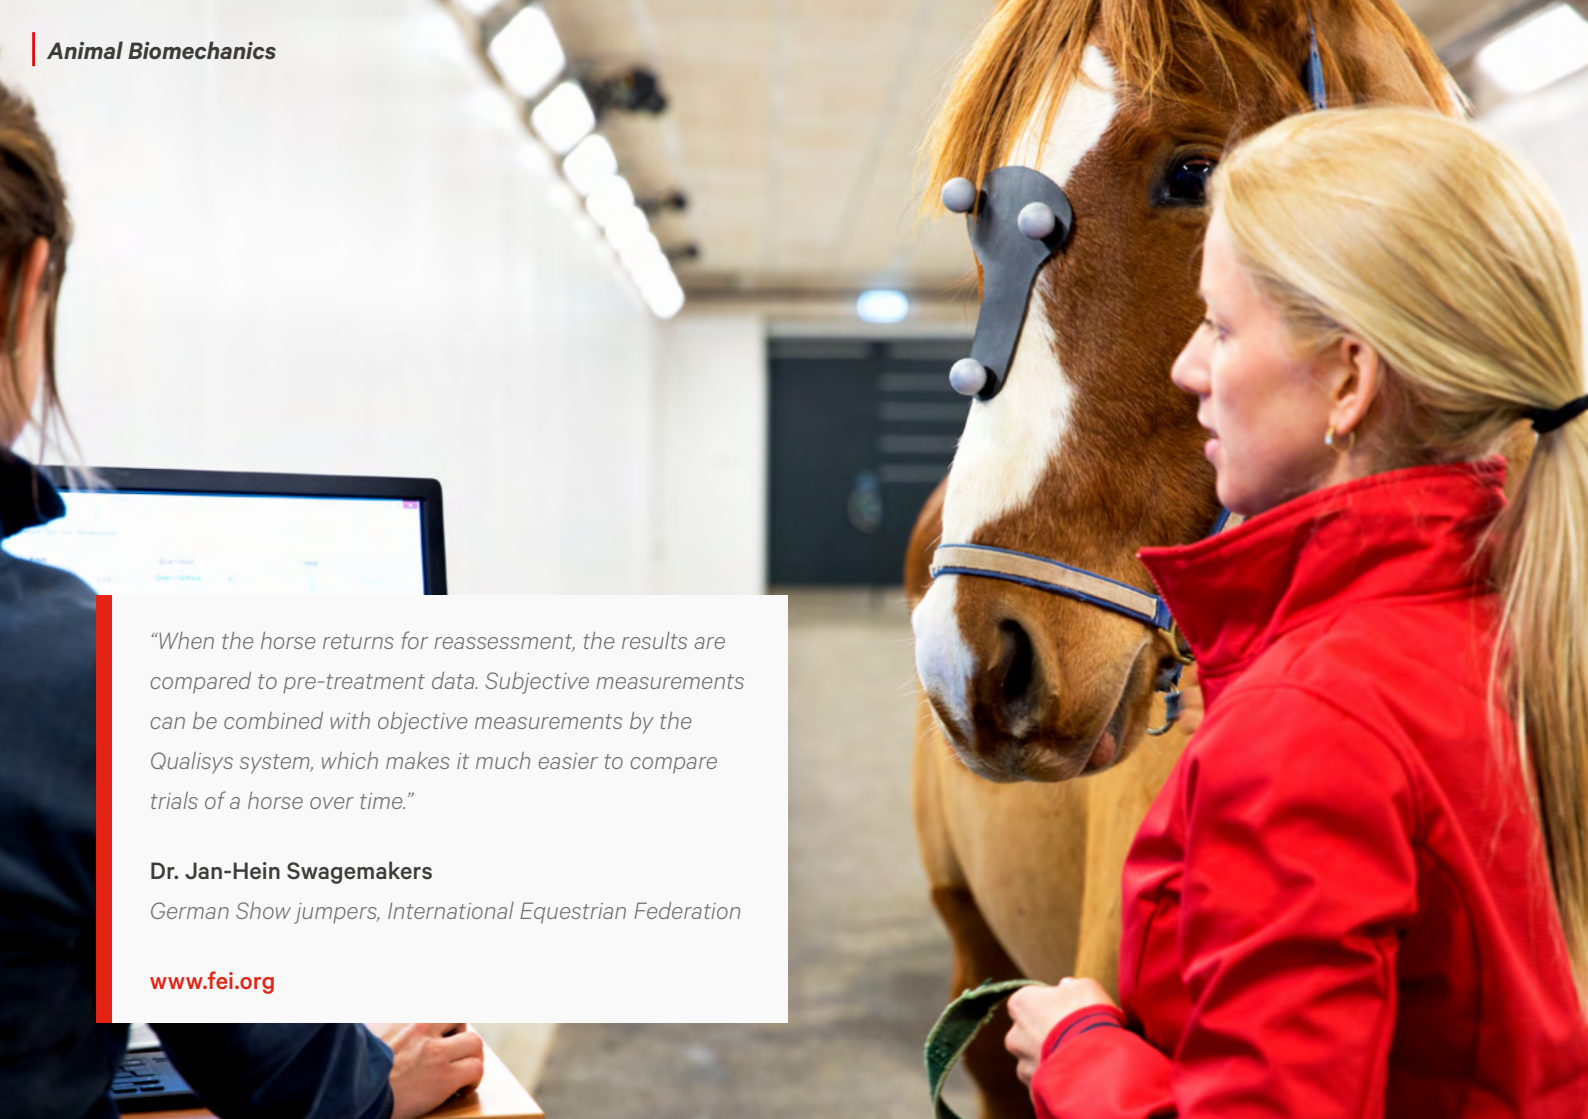 Animal Biomechanics
“When the horse returns for reassessment, the results are
compared to pre-treatment data. Subjective measurements
can be combined with objective measurements by the
Qualisys system, which makes it much easier to compare
trials of a horse over time.”
Dr. Jan-Hein Swagemakers
German Show jumpers, International Equestrian Federation
www.fei.org